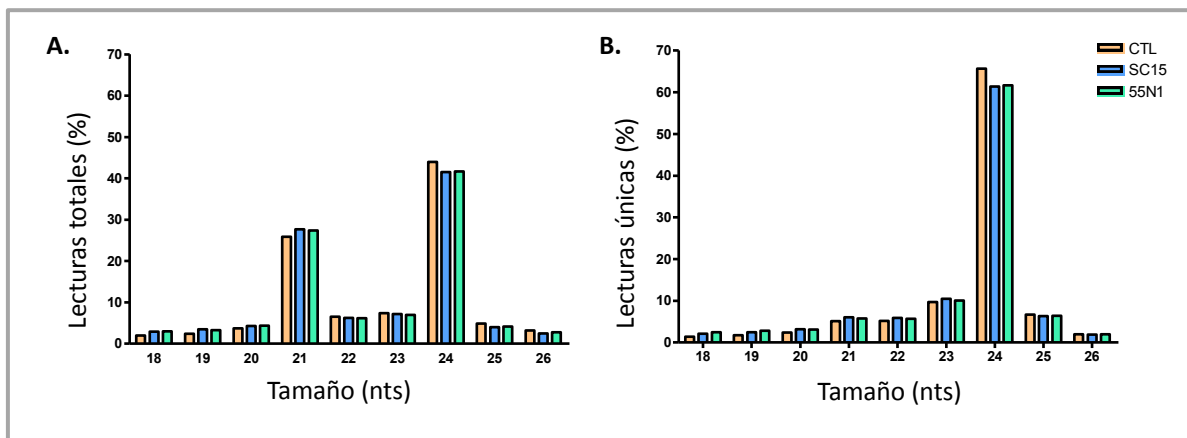 A.
70
60
50
40
30
20
10
0
Lecturas totales (%)
18 19 20 21 22 23 24 25 26
Tamaño (nts)
B.
70
60
50
40
30
20
10
0
Lecturas únicas (%)
18 19 20 21 22 23 24 25 26
Tamaño (nts)
CTL
SC15
55N1